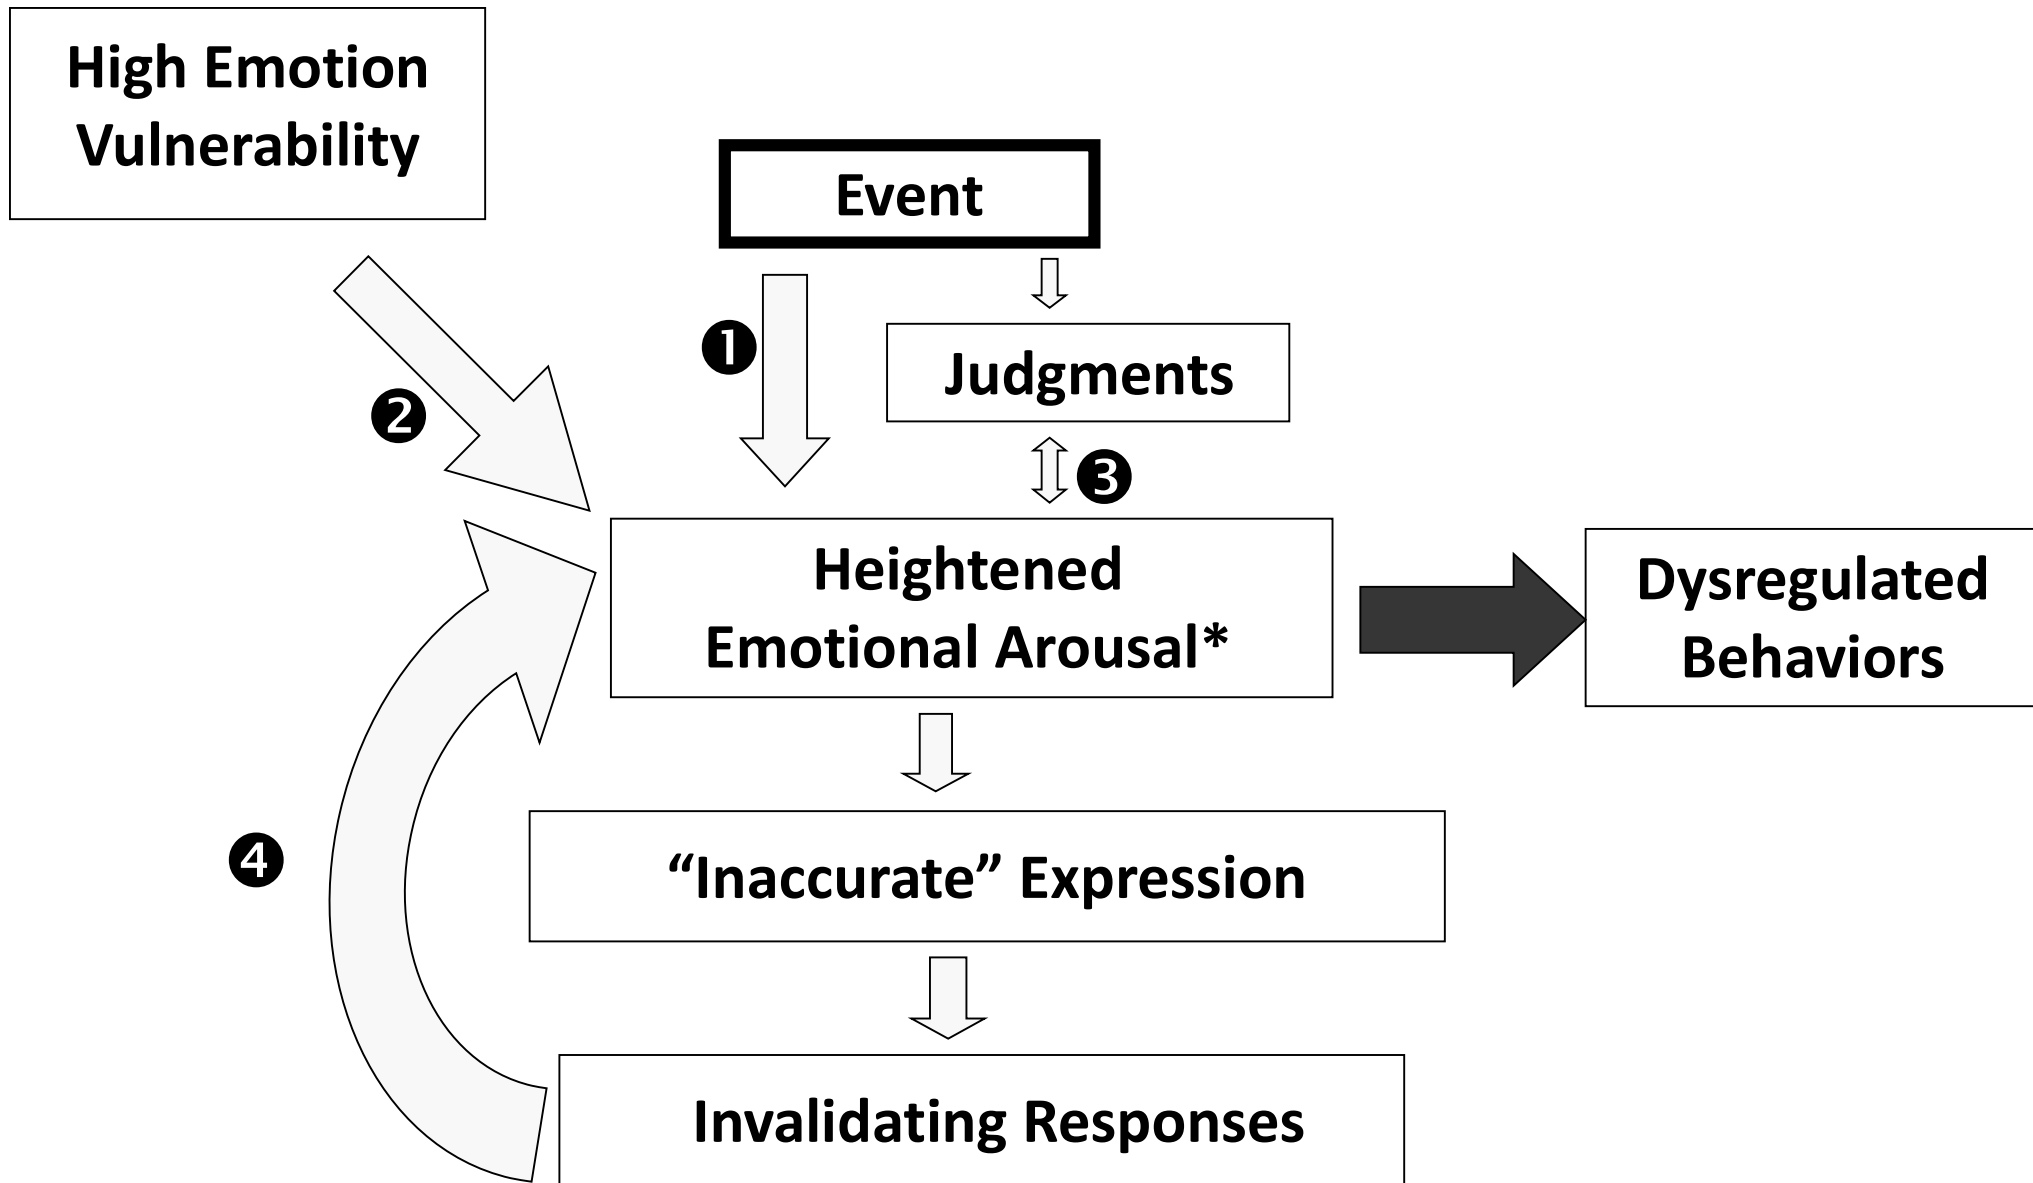 High Emotion
Vulnerability
Event
❶
Judgments
❷
❸
Heightened
Emotional Arousal*
Dysregulated
Behaviors
❹
“Inaccurate” Expression
Invalidating Responses